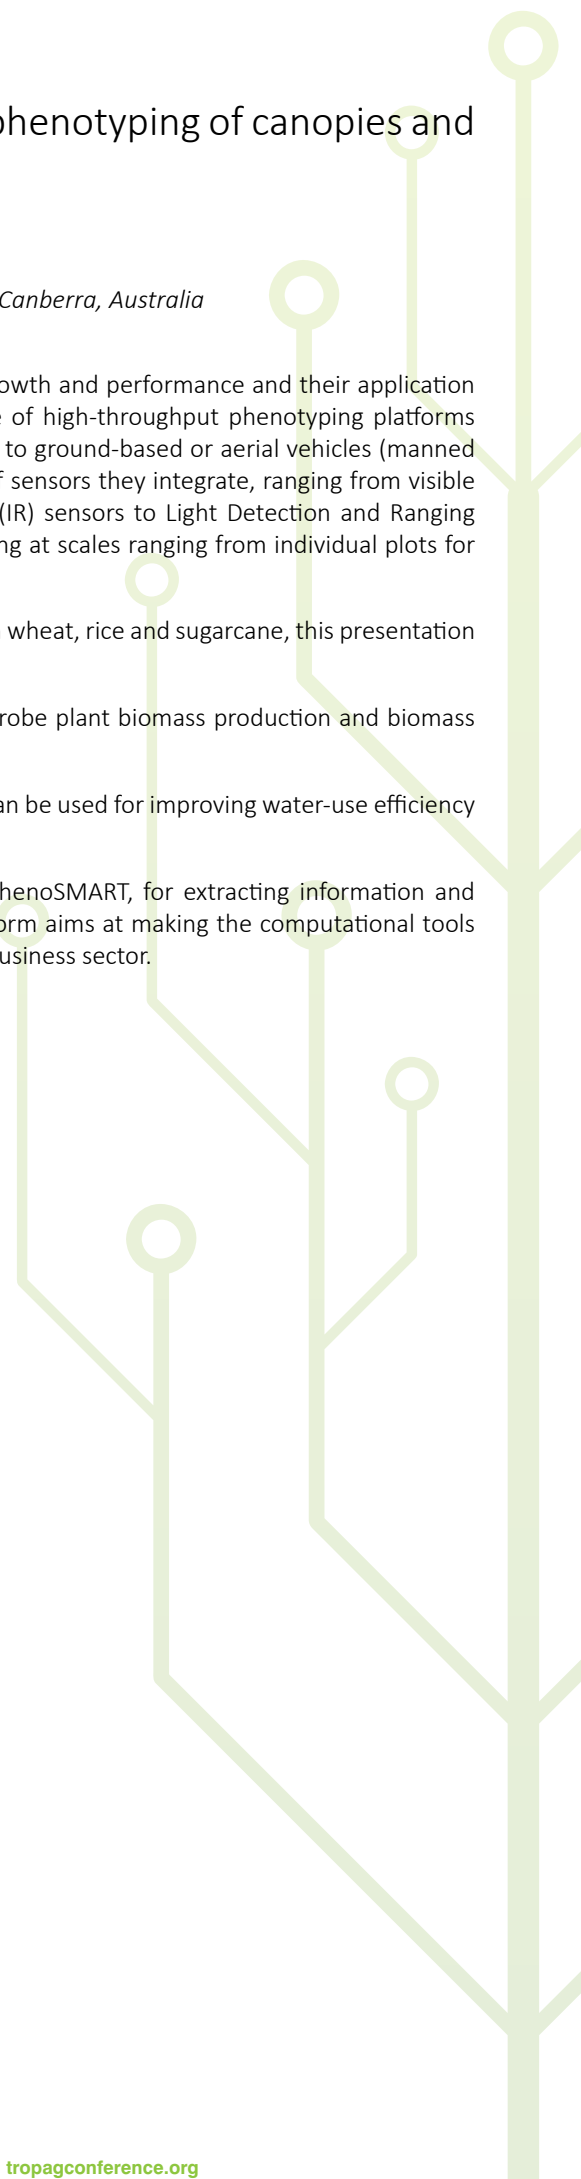 phenotyping of canopies and
Canberra, Australia
owth and performance and their application
of high-throughput phenotyping platforms
to ground-based or aerial vehicles (manned
sensors they integrate, ranging from visible
(IR) sensors to Light Detection and Ranging
ng at scales ranging from individual plots for
wheat, rice and sugarcane, this presentation
robe plant biomass production and biomass
an be used for improving water-use efficiency
henoSMART, for extracting information and
orm aims at making the computational tools
usiness sector.
tropagconference.org